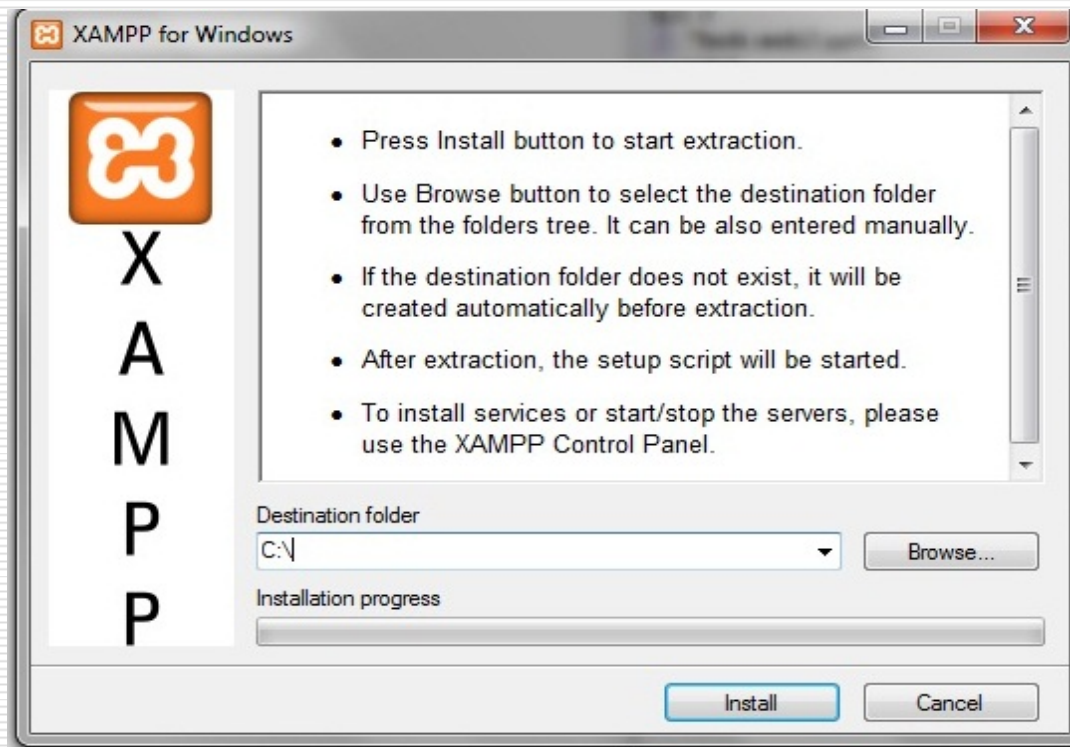 XAMPP for Windows
• Press Install button to start extraction.
• Use Browse button to select the destination folder
from the folders tree. It can be also entered manually.
• If the destination folder does not exist, it will be
created automatically before extraction.
• After extraction, the setup script will be started.
• To install services or start/stop the servers, please
use the XAMPP Control Panel.
X
A
M
P
P
Destination folder
C:\
Browse...
Installation progress
Install
Cancel